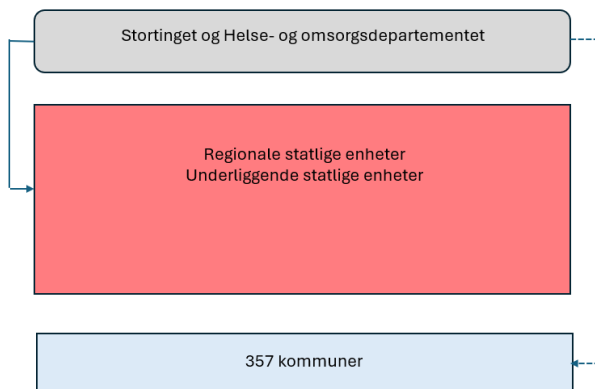 Stortinget og Helse- og omsorgsdepartementet
Regionale statlige enheter
Underliggende statlige enheter
357 kommuner